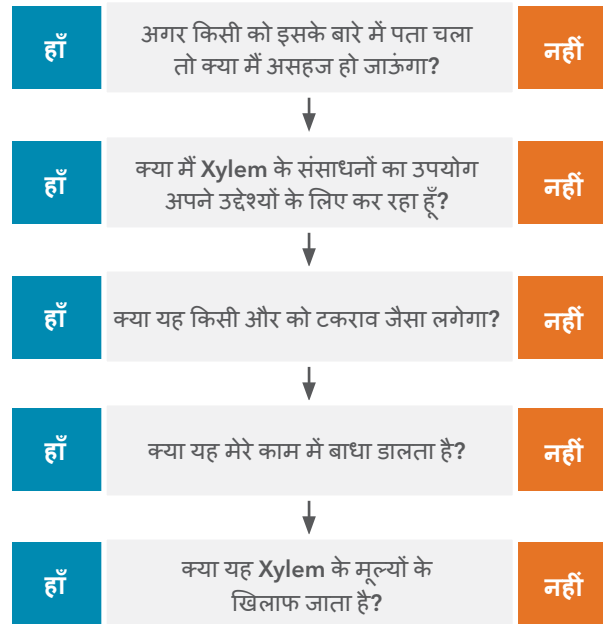 हाँ
अगर किसी को इसके बारे में पता चला
तो क्या मैं असहज हो जाऊंगा?
नहीं
हाँ
क्या मैं Xylem के संसाधनों का उपयोग
अपने उद्देश्यों के लिए कर रहा हूँ?
नहीं
हाँ
क्या यह किसी और को टकराव जैसा लगेगा?
नहीं
हाँ
क्या यह मेरे काम में बाधा डालता है?
नहीं
हाँ
क्या यह Xylem के मूल्यों के
खिलाफ जाता है?
नहीं